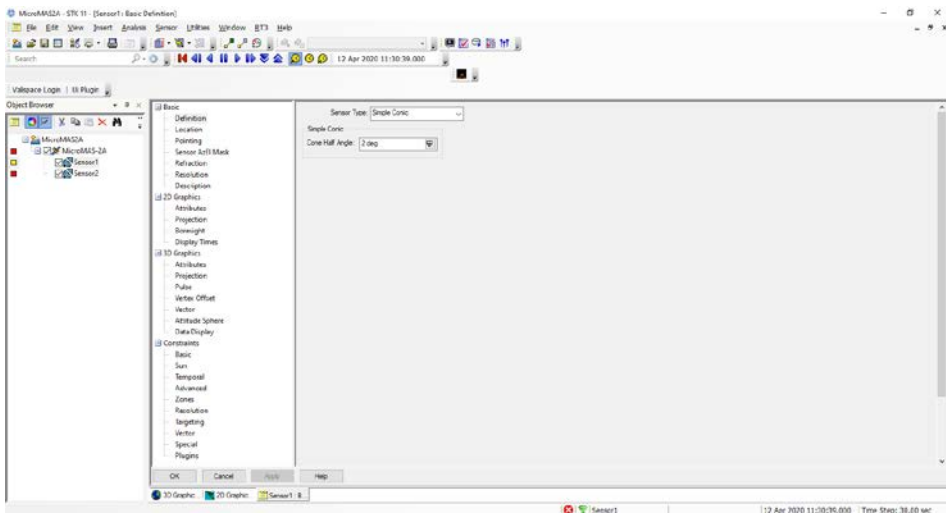 MicroMAS2A - STK 11 - [Sensor1 : Basic Definition]
File Edit View Insert Analysis Sensor Utilities Window RT3 Help
Search
12 Apr 2020 11:30:39.000
Valispace Login
Plugin
Object Browser
MicroMAS2A
MicroMAS-2A
Sensor1
Sensor2
Basic
Definition
Location
Pointing
Sensor AzEl Mask
Refraction
Resolution
Description
2D Graphics
Attributes
Projection
Boresight
Display Times
3D Graphics
Attributes
Projection
Pulse
Vertex Offset
Vector
Attitude Sphere
Data Display
Constraints
Basic
Sun
Temporal
Advanced
Zones
Resolution
Targeting
Vector
Special
Plugins
Sensor Type: Simple Conic
Simple Conic
Cone Half Angle: 2 deg
OK Cancel Apply Help
3D Graphic... 2D Graphic... Sensor1 : B...
Sensor1 12 Apr 2020 11:30:39.000 Time Step: 38.00 sec